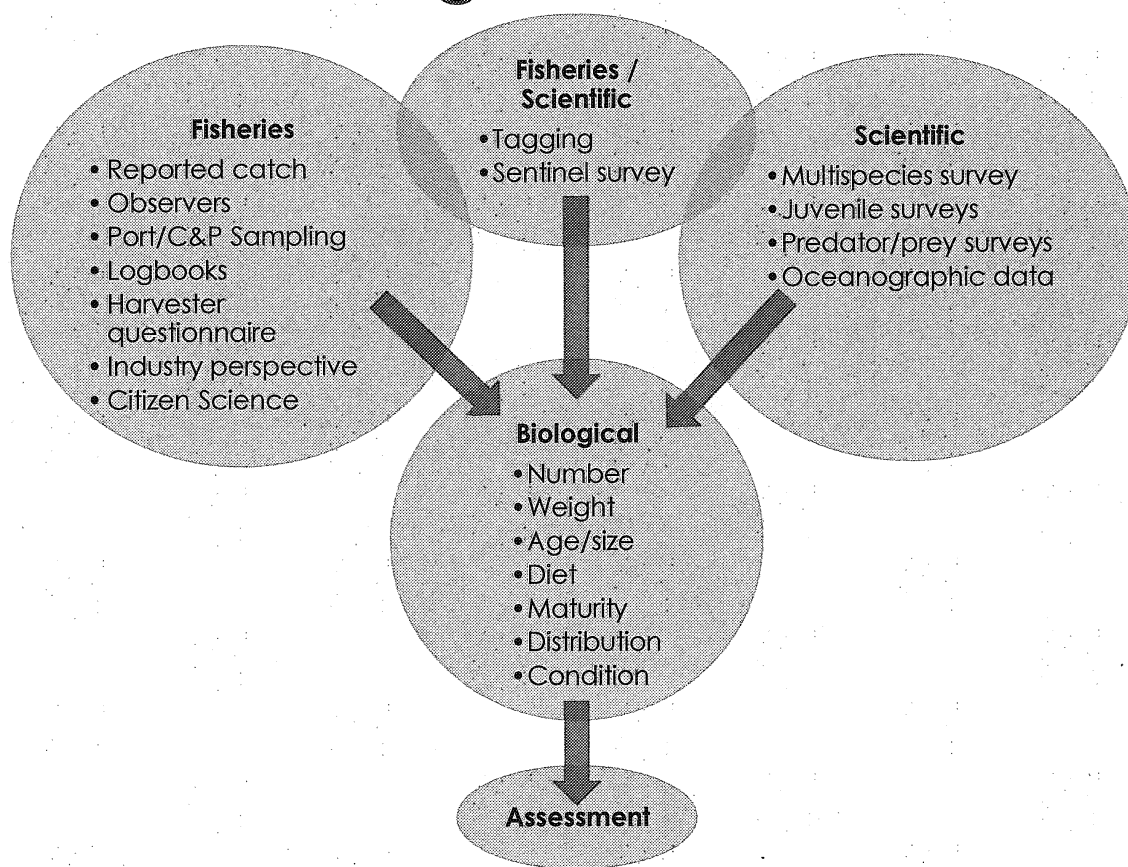 Fisheries /
Scientific
• Tagging
• Sentinel survey
Fisheries
• Reported catch
• Observers
• Port/C&P Sampling
• Logbooks
• Harvester
questionnaire
• Industry perspective
• Citizen Science
Scientific
• Multispecies survey
• Juvenile surveys
• Predator/prey surveys
• Oceanographic data
Biological
• Number
• Weight
• Age/size
• Diet
• Maturity
• Distribution
• Condition
Assessment